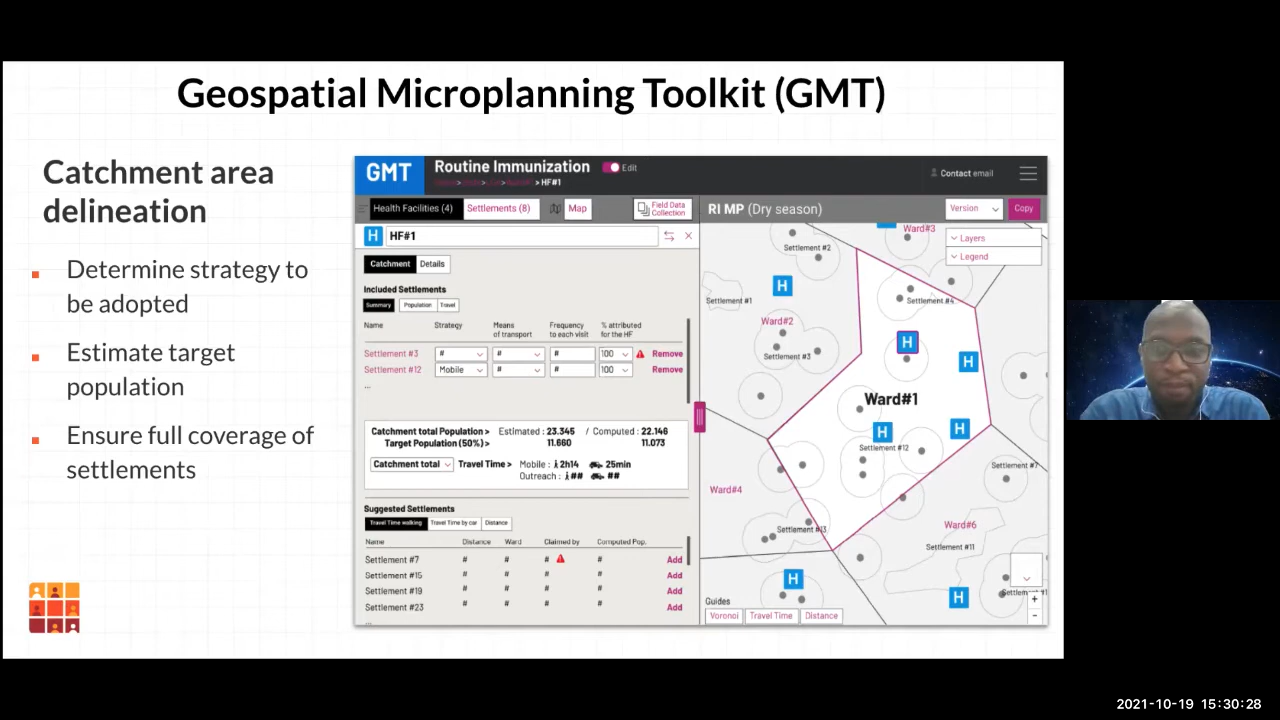 Geospatial Microplanning Toolkit (GMT)
Catchment area
delineation
Determine strategy to
be adopted
Estimate target
population
Ensure full coverage of
settlements
GMT
Routine Immunization
Edit
> HF#1
Contact email
Health Facilities (4)
Settlements (8)
Map
Field Data
Collection
H HF#1
Catchment
Details
Included Settlements
Summary
Population
Travel
Name Strategy Means
of transport Frequency
to each visit % attributed
for the HF
Settlement #3 # # # 100 Remove
Settlement #12 Mobile # # 100 Remove
...
Catchment total Population > Estimated : 23.345 / Computed : 22.146
Target Population (50%) > 11.660 11.073
Catchment total Travel Time > Mobile : 2h14 25min
Outreach : ## ##
Suggested Settlements
Travel Time walking
Travel Time by car
Distance
Name Distance Ward Claimed by Computed Pop.
Settlement #7 # # # # Add
Settlement #15 # # # # Add
Settlement #19 # # # # Add
Settlement #23 # # # # Add
RI MP (Dry season)
Version
Copy
Layers
Legend
Ward#3
Settlement #2
H
Settlement #1
Settlement #4
Ward#2
H
Settlement #3
H
Ward#1
H
H
Settlement #12
Settlement #7
Ward#4
Settlement #13
Ward#6
Settlement #11
H
H
+
-
Guides
Voronoi
Travel Time
Distance
2021-10-19 15:30:28